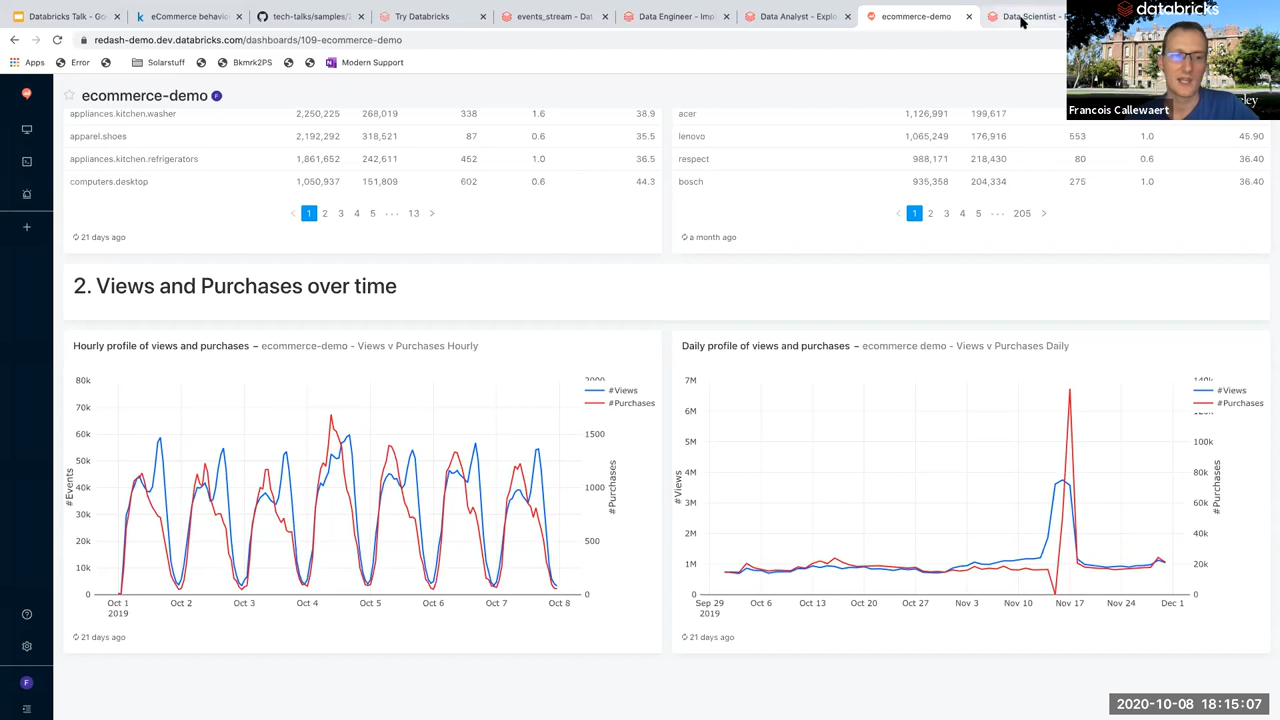 Databricks Talk - Goo
eCommerce behavio
tech-talks/samples/
Try Databricks
events_stream - Dat
Data Engineer - Imp
Data Analyst - Explo
ecommerce-demo
Data Scientist -
databricks
redash-demo.dev.databricks.com/dashboards/109-ecommerce-demo
Apps
Error
Solarstuff
Bkmrk2PS
Modern Support
Francois Callewaert
ecommerce-demo
F
appliances.kitchen.washer 2,250,225 268,019 338 1.6 38.9
apparel.shoes 2,192,292 318,521 87 0.6 35.5
appliances.kitchen.refrigerators 1,861,652 242,611 452 1.0 36.5
computers.desktop 1,050,937 151,809 602 0.6 44.3
< 1 2 3 4 5 ··· 13 >
21 days ago
acer 1,126,991 199,617
lenovo 1,065,249 176,916 553 1.0 45.90
respect 988,171 218,430 80 0.6 36.40
bosch 935,358 204,334 275 1.0 36.40
< 1 2 3 4 5 ··· 205 >
a month ago
2. Views and Purchases over time
Hourly profile of views and purchases – ecommerce-demo - Views v Purchases Hourly
80k
70k
60k
50k
40k
30k
20k
10k
0
#Events
2000
1500
1000
500
0
#Purchases
#Views
#Purchases
Oct 1 Oct 2 Oct 3 Oct 4 Oct 5 Oct 6 Oct 7 Oct 8
2019
21 days ago
Daily profile of views and purchases – ecommerce demo - Views v Purchases Daily
7M
6M
5M
4M
3M
2M
1M
0
#Views
140k
120k
100k
80k
60k
40k
20k
0
#Purchases
#Views
#Purchases
Sep 29 Oct 6 Oct 13 Oct 20 Oct 27 Nov 3 Nov 10 Nov 17 Nov 24 Dec 1
2019
21 days ago
F
2020-10-08 18:15:07